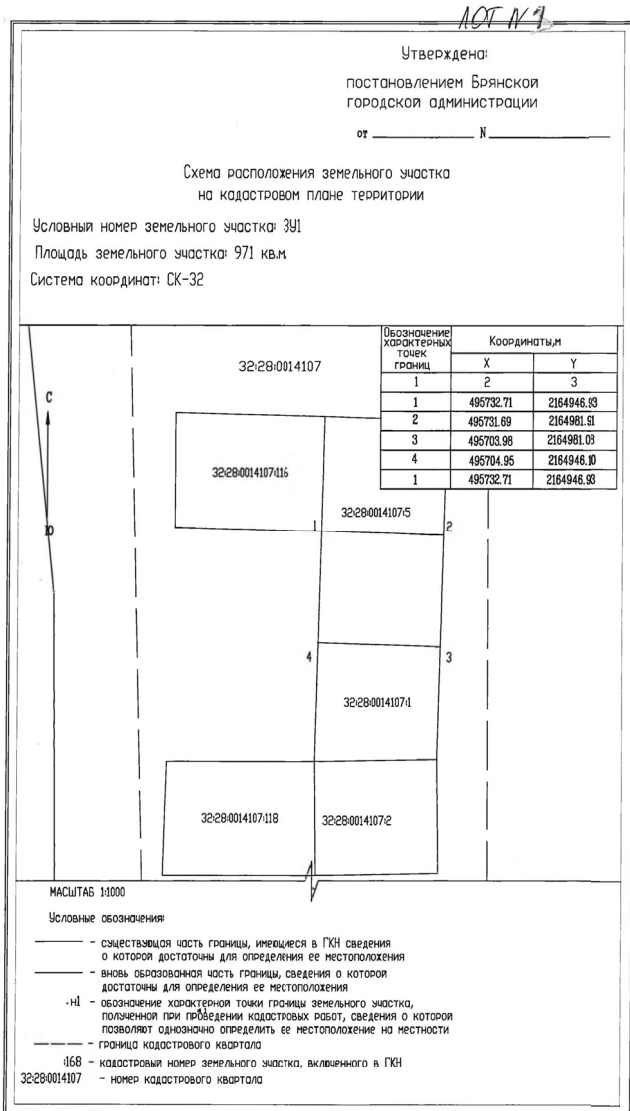 ЛОТ N 1
Утверждена:
постановлением Брянской
городской администрации
от N
Схема расположения земельного участка
на кадастровом плане территории
Условный номер земельного участка: ЗУ1
Площадь земельного участка: 971 кв.м
Система координат: СК-32
Обозначение характерных точек границ
Координаты,м
X Y
1 2 3
1 495732.71 2164946.93
2 495731.69 2164981.91
3 495703.98 2164981.03
4 495704.95 2164946.10
1 495732.71 2164946.93
32:28:0014107
С
Ю
32:28:0014107:116
32:28:0014107:5
1 2
4 3
32:28:0014107:1
32:28:0014107:118
32:28:0014107:2
МАСШТАБ 1:1000
Условные обозначения:
- существующая часть границы, имеющиеся в ГКН сведения
о которой достаточны для определения ее местоположения
- вновь образованная часть границы, сведения о которой
достаточны для определения ее местоположения
·н1 - обозначение характерной точки границы земельного участка,
полученной при проведении кадастровых работ, сведения о которой
позволяют однозначно определить ее местоположение на местности
- граница кадастрового квартала
:168 - кадастровый номер земельного участка, включенного в ГКН
32:28:0014107 - номер кадастрового квартала